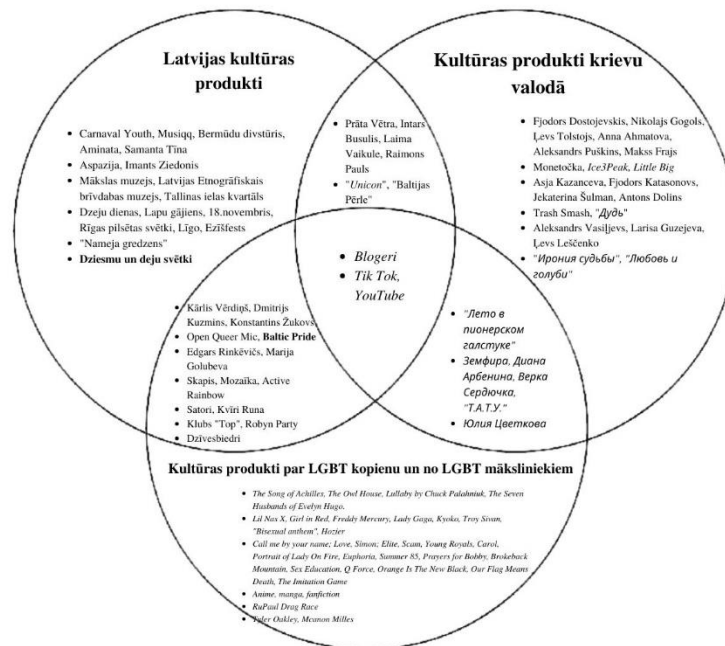 Latvijas kultūras
produkti
Kultūras produkti krievu
valodā
• Carnaval Youth, Musiqq, Bermūdu divstūris,
Aminata, Samanta Tīna
• Aspazija, Imants Ziedonis
• Mākslas muzejs, Latvijas Etnogrāfiskais
brīvdabas muzejs, Tallinas ielas kvartāls
• Dzeju dienas, Lapu gājiens, 18.novembris,
Rīgas pilsētas svētki, Līgo, Ezīšfests
• "Nameja gredzens"
• Dziesmu un deju svētki
• Prāta Vētra, Intars
Busulis, Laima
Vaikule, Raimons
Pauls
• "Unicon", "Baltijas
Pērle"
• Fjodors Dostojevskis, Nikolajs Gogols,
Ļevs Tolstojs, Anna Ahmatova,
Aleksandrs Puškins, Makss Frajs
• Monetočka, Ice3Peak, Little Big
• Asja Kazanceva, Fjodors Katasonovs,
Jekaterina Šulman, Antons Dolins
• Trash Smash, "Дудь"
• Aleksandrs Vasiļjevs, Larisa Guzejeva,
Ļevs Leščenko
• "Ирония судьбы", "Любовь и
голуби"
• Blogeri
• Tik Tok,
YouTube
• Kārlis Vērdiņš, Dmitrijs
Kuzmins, Konstantins Žukovs
• Open Queer Mic, Baltic Pride
• Edgars Rinkēvičs, Marija
Golubeva
• Skapis, Mozaīka, Active
Rainbow
• Satori, Kvīri Runa
• Klubs "Top", Robyn Party
• Dzīvesbiedri
• "Лето в
пионерском
галстуке"
• Земфира, Диана
Арбенина, Верка
Сердючка,
"Т.А.Т.У."
• Юлия Цветкова
Kultūras produkti par LGBT kopienu un no LGBT māksliniekiem
• The Song of Achilles, The Owl House, Lullaby by Chuck Palahniuk, The Seven
Husbands of Evelyn Hugo.
• Lil Nas X, Girl in Red, Freddy Mercury, Lady Gaga, Kyoko, Troy Sivan,
"Bisexual anthem", Hozier
• Call me by your name; Love, Simon; Elite, Scam, Young Royals, Carol,
Portrait of Lady On Fire, Euphoria, Summer 85, Prayers for Bobby, Brokeback
Mountain, Sex Education, Q Force, Orange Is The New Black, Our Flag Means
Death, The Imitation Game
• Anime, manga, fanfiction
• RuPaul Drag Race
• Tyler Oakley, Mcanon Milles